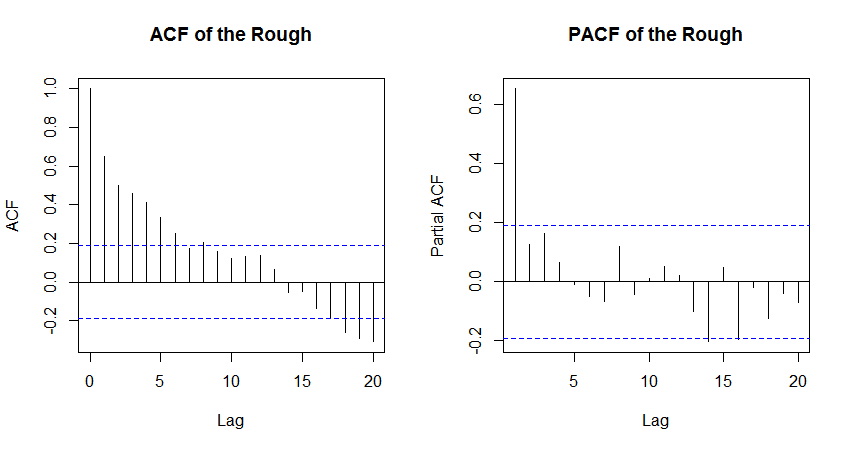 ACF of the Rough
ACF
1.0
0.8
0.6
0.4
0.2
0.0
-0.2
0 5 10 15 20
Lag
PACF of the Rough
Partial ACF
0.6
0.4
0.2
0.0
-0.2
5 10 15 20
Lag